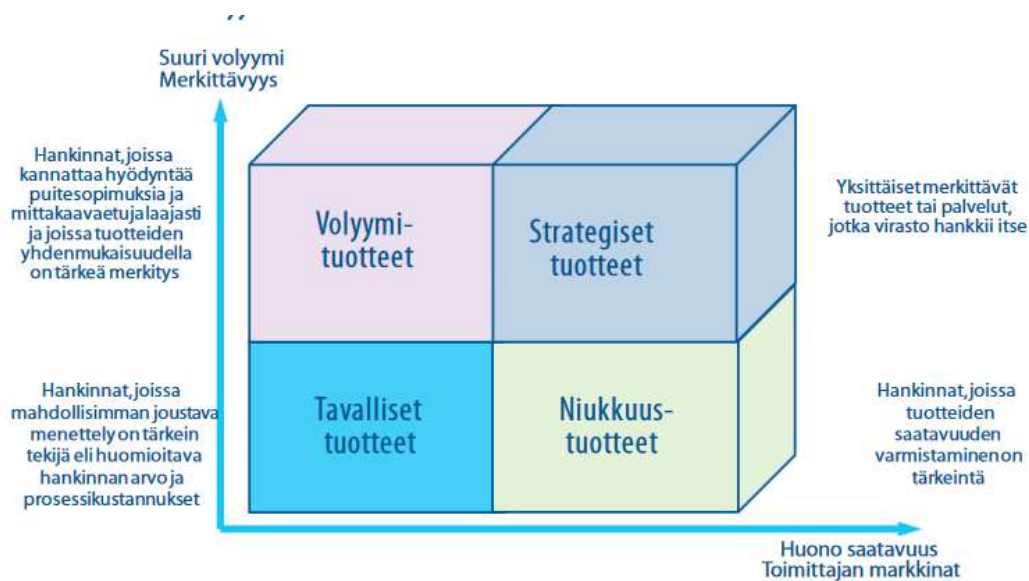 Suuri volyymi
Merkittävyys
Hankinnat, joissa
kannattaa hyödyntää
puitesopimuksia ja
mittakaavaetuja laajasti
ja joissa tuotteiden
yhdenmukaisuudella
on tärkeä merkitys
Volyymi-
tuotteet
Strategiset
tuotteet
Yksittäiset merkittävät
tuotteet tai palvelut,
jotka virasto hankkii itse
Hankinnat, joissa
mahdollisimman joustava
menettely on tärkein
tekijä eli huomioitava
hankinnan arvo ja
prosessikustannukset
Tavalliset
tuotteet
Niukkuus-
tuotteet
Hankinnat, joissa
tuotteiden
saatavuuden
varmistaminen on
tärkeintä
Huono saatavuus
Toimittajan markkinat